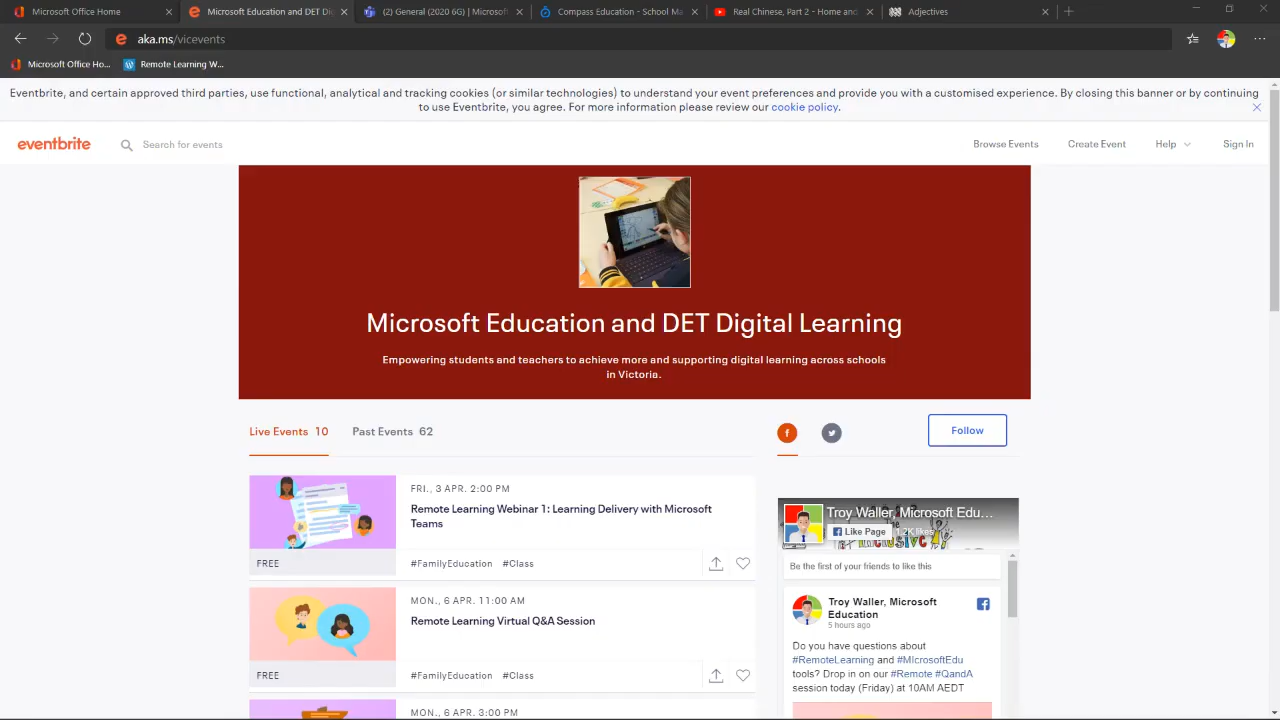 Microsoft Office Home
Microsoft Education and DET Dig
(2) General (2020 6G) | Microsoft
Compass Education - School Ma
Real Chinese, Part 2 - Home and
Adjectives
aka.ms/vicevents
Microsoft Office Ho...
Remote Learning W...
Eventbrite, and certain approved third parties, use functional, analytical and tracking cookies (or similar technologies) to understand your event preferences and provide you with a customised experience. By closing this banner or by continuing
to use Eventbrite, you agree. For more information please review our cookie policy.
eventbrite
Search for events
Browse Events
Create Event
Help
Sign In
Microsoft Education and DET Digital Learning
Empowering students and teachers to achieve more and supporting digital learning across schools
in Victoria.
Live Events 10
Past Events 62
Follow
FRI., 3 APR. 2:00 PM
Remote Learning Webinar 1: Learning Delivery with Microsoft
Teams
FREE
#FamilyEducation #Class
MON., 6 APR. 11:00 AM
Remote Learning Virtual Q&A Session
FREE
#FamilyEducation #Class
MON., 6 APR. 3:00 PM
Troy Waller, Microsoft Edu...
Like Page
1.2K likes
Be the first of your friends to like this
Troy Waller, Microsoft
Education
5 hours ago
Do you have questions about
#RemoteLearning and #MIcrosoftEdu
tools? Drop in on our #Remote #QandA
session today (Friday) at 10AM AEDT